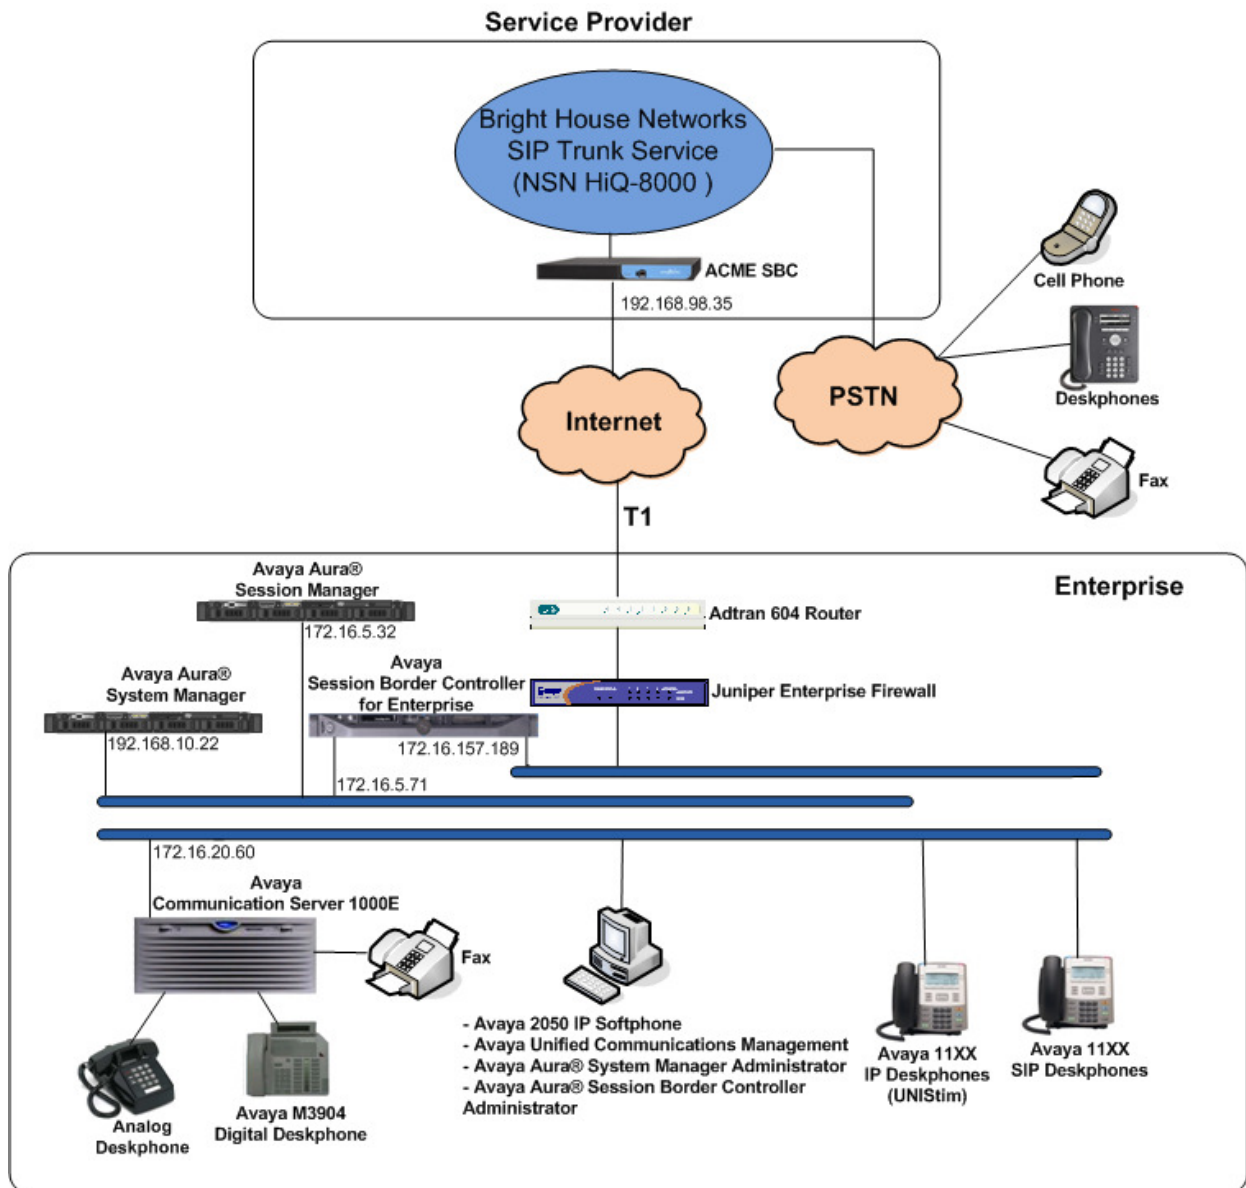 Service Provider
Bright House Networks
SIP Trunk Service
(NSN HiQ-8000 )
ACME SBC
192.168.98.35
Cell Phone
Deskphones
PSTN
Internet
Fax
T1
Enterprise
Avaya Aura®
Session Manager
172.16.5.32
Adtran 604 Router
Avaya
Session Border Controller
for Enterprise
Avaya Aura®
System Manager
Juniper Enterprise Firewall
192.168.10.22
172.16.157.189
172.16.5.71
172.16.20.60
Avaya
Communication Server 1000E
Fax
- Avaya 2050 IP Softphone
- Avaya Unified Communications Management
- Avaya Aura® System Manager Administrator
- Avaya Aura® Session Border Controller
Administrator
Avaya 11XX
IP Deskphones
(UNIStim)
Avaya 11XX
SIP Deskphones
Analog
Deskphone
Avaya M3904
Digital Deskphone